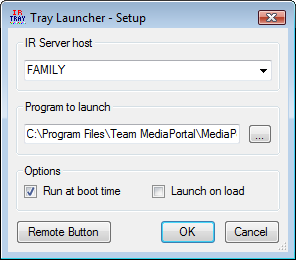 IR
TRAY
Tray Launcher - Setup
IR Server host
FAMILY
Program to launch
C:\Program Files\Team MediaPortal\MediaP
...
Options
Run at boot time
Launch on load
Remote Button
OK
Cancel